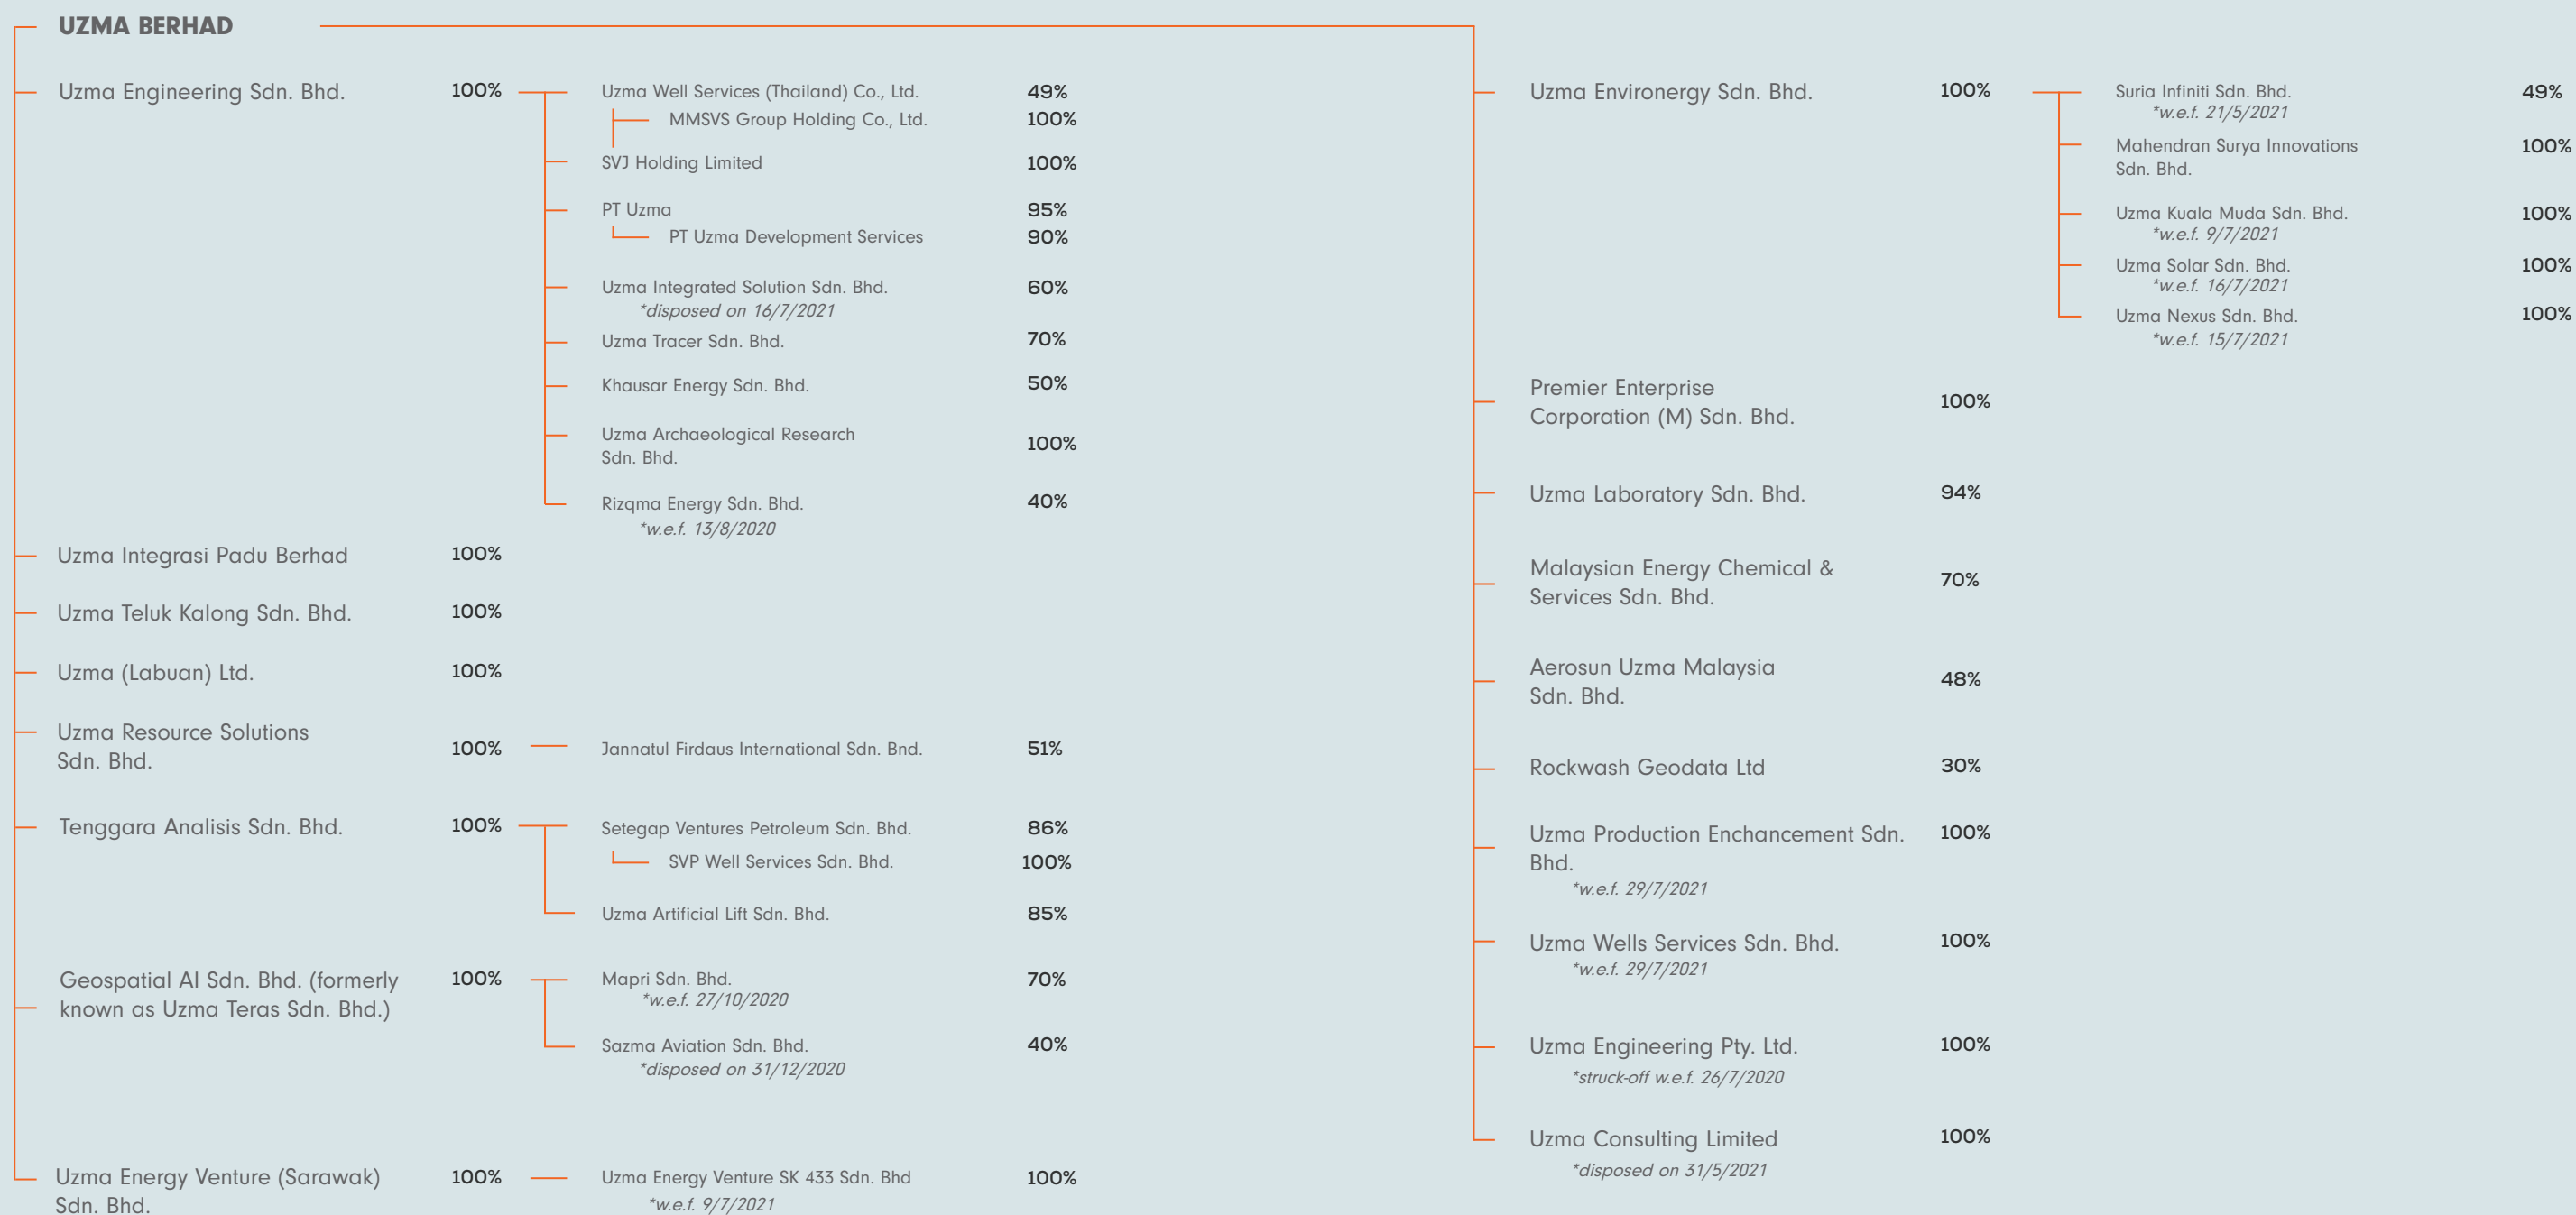 UZMA BERHAD
Uzma Engineering Sdn. Bhd. 100%
Uzma Well Services (Thailand) Co., Ltd. 49%
MMSVS Group Holding Co., Ltd. 100%
SVJ Holding Limited 100%
PT Uzma 95%
PT Uzma Development Services 90%
Uzma Integrated Solution Sdn. Bhd. 60%
*disposed on 16/7/2021
Uzma Tracer Sdn. Bhd. 70%
Khausar Energy Sdn. Bhd. 50%
Uzma Archaeological Research
Sdn. Bhd.
100%
Rizqma Energy Sdn. Bhd. 40%
*w.e.f. 13/8/2020
Uzma Integrasi Padu Berhad 100%
Uzma Teluk Kalong Sdn. Bhd. 100%
Uzma (Labuan) Ltd. 100%
Uzma Resource Solutions
Sdn. Bhd.
100%
Jannatul Firdaus International Sdn. Bnd. 51%
Tenggara Analisis Sdn. Bhd. 100%
Setegap Ventures Petroleum Sdn. Bhd. 86%
SVP Well Services Sdn. Bhd. 100%
Uzma Artificial Lift Sdn. Bhd. 85%
Geospatial AI Sdn. Bhd. (formerly 100%
known as Uzma Teras Sdn. Bhd.)
Mapri Sdn. Bhd. 70%
*w.e.f. 27/10/2020
Sazma Aviation Sdn. Bhd. 40%
*disposed on 31/12/2020
Uzma Energy Venture (Sarawak) 100%
Sdn. Bhd.
Uzma Energy Venture SK 433 Sdn. Bhd 100%
*w.e.f. 9/7/2021
Uzma Environergy Sdn. Bhd. 100%
Suria Infiniti Sdn. Bhd. 49%
*w.e.f. 21/5/2021
Mahendran Surya Innovations 100%
Sdn. Bhd.
Uzma Kuala Muda Sdn. Bhd. 100%
*w.e.f. 9/7/2021
Uzma Solar Sdn. Bhd. 100%
*w.e.f. 16/7/2021
Uzma Nexus Sdn. Bhd. 100%
*w.e.f. 15/7/2021
Premier Enterprise
Corporation (M) Sdn. Bhd.
100%
Uzma Laboratory Sdn. Bhd. 94%
Malaysian Energy Chemical &
Services Sdn. Bhd.
70%
Aerosun Uzma Malaysia
Sdn. Bhd.
48%
Rockwash Geodata Ltd 30%
Uzma Production Enchancement Sdn. 100%
Bhd.
*w.e.f. 29/7/2021
Uzma Wells Services Sdn. Bhd. 100%
*w.e.f. 29/7/2021
Uzma Engineering Pty. Ltd. 100%
*struck-off w.e.f. 26/7/2020
Uzma Consulting Limited 100%
*disposed on 31/5/2021